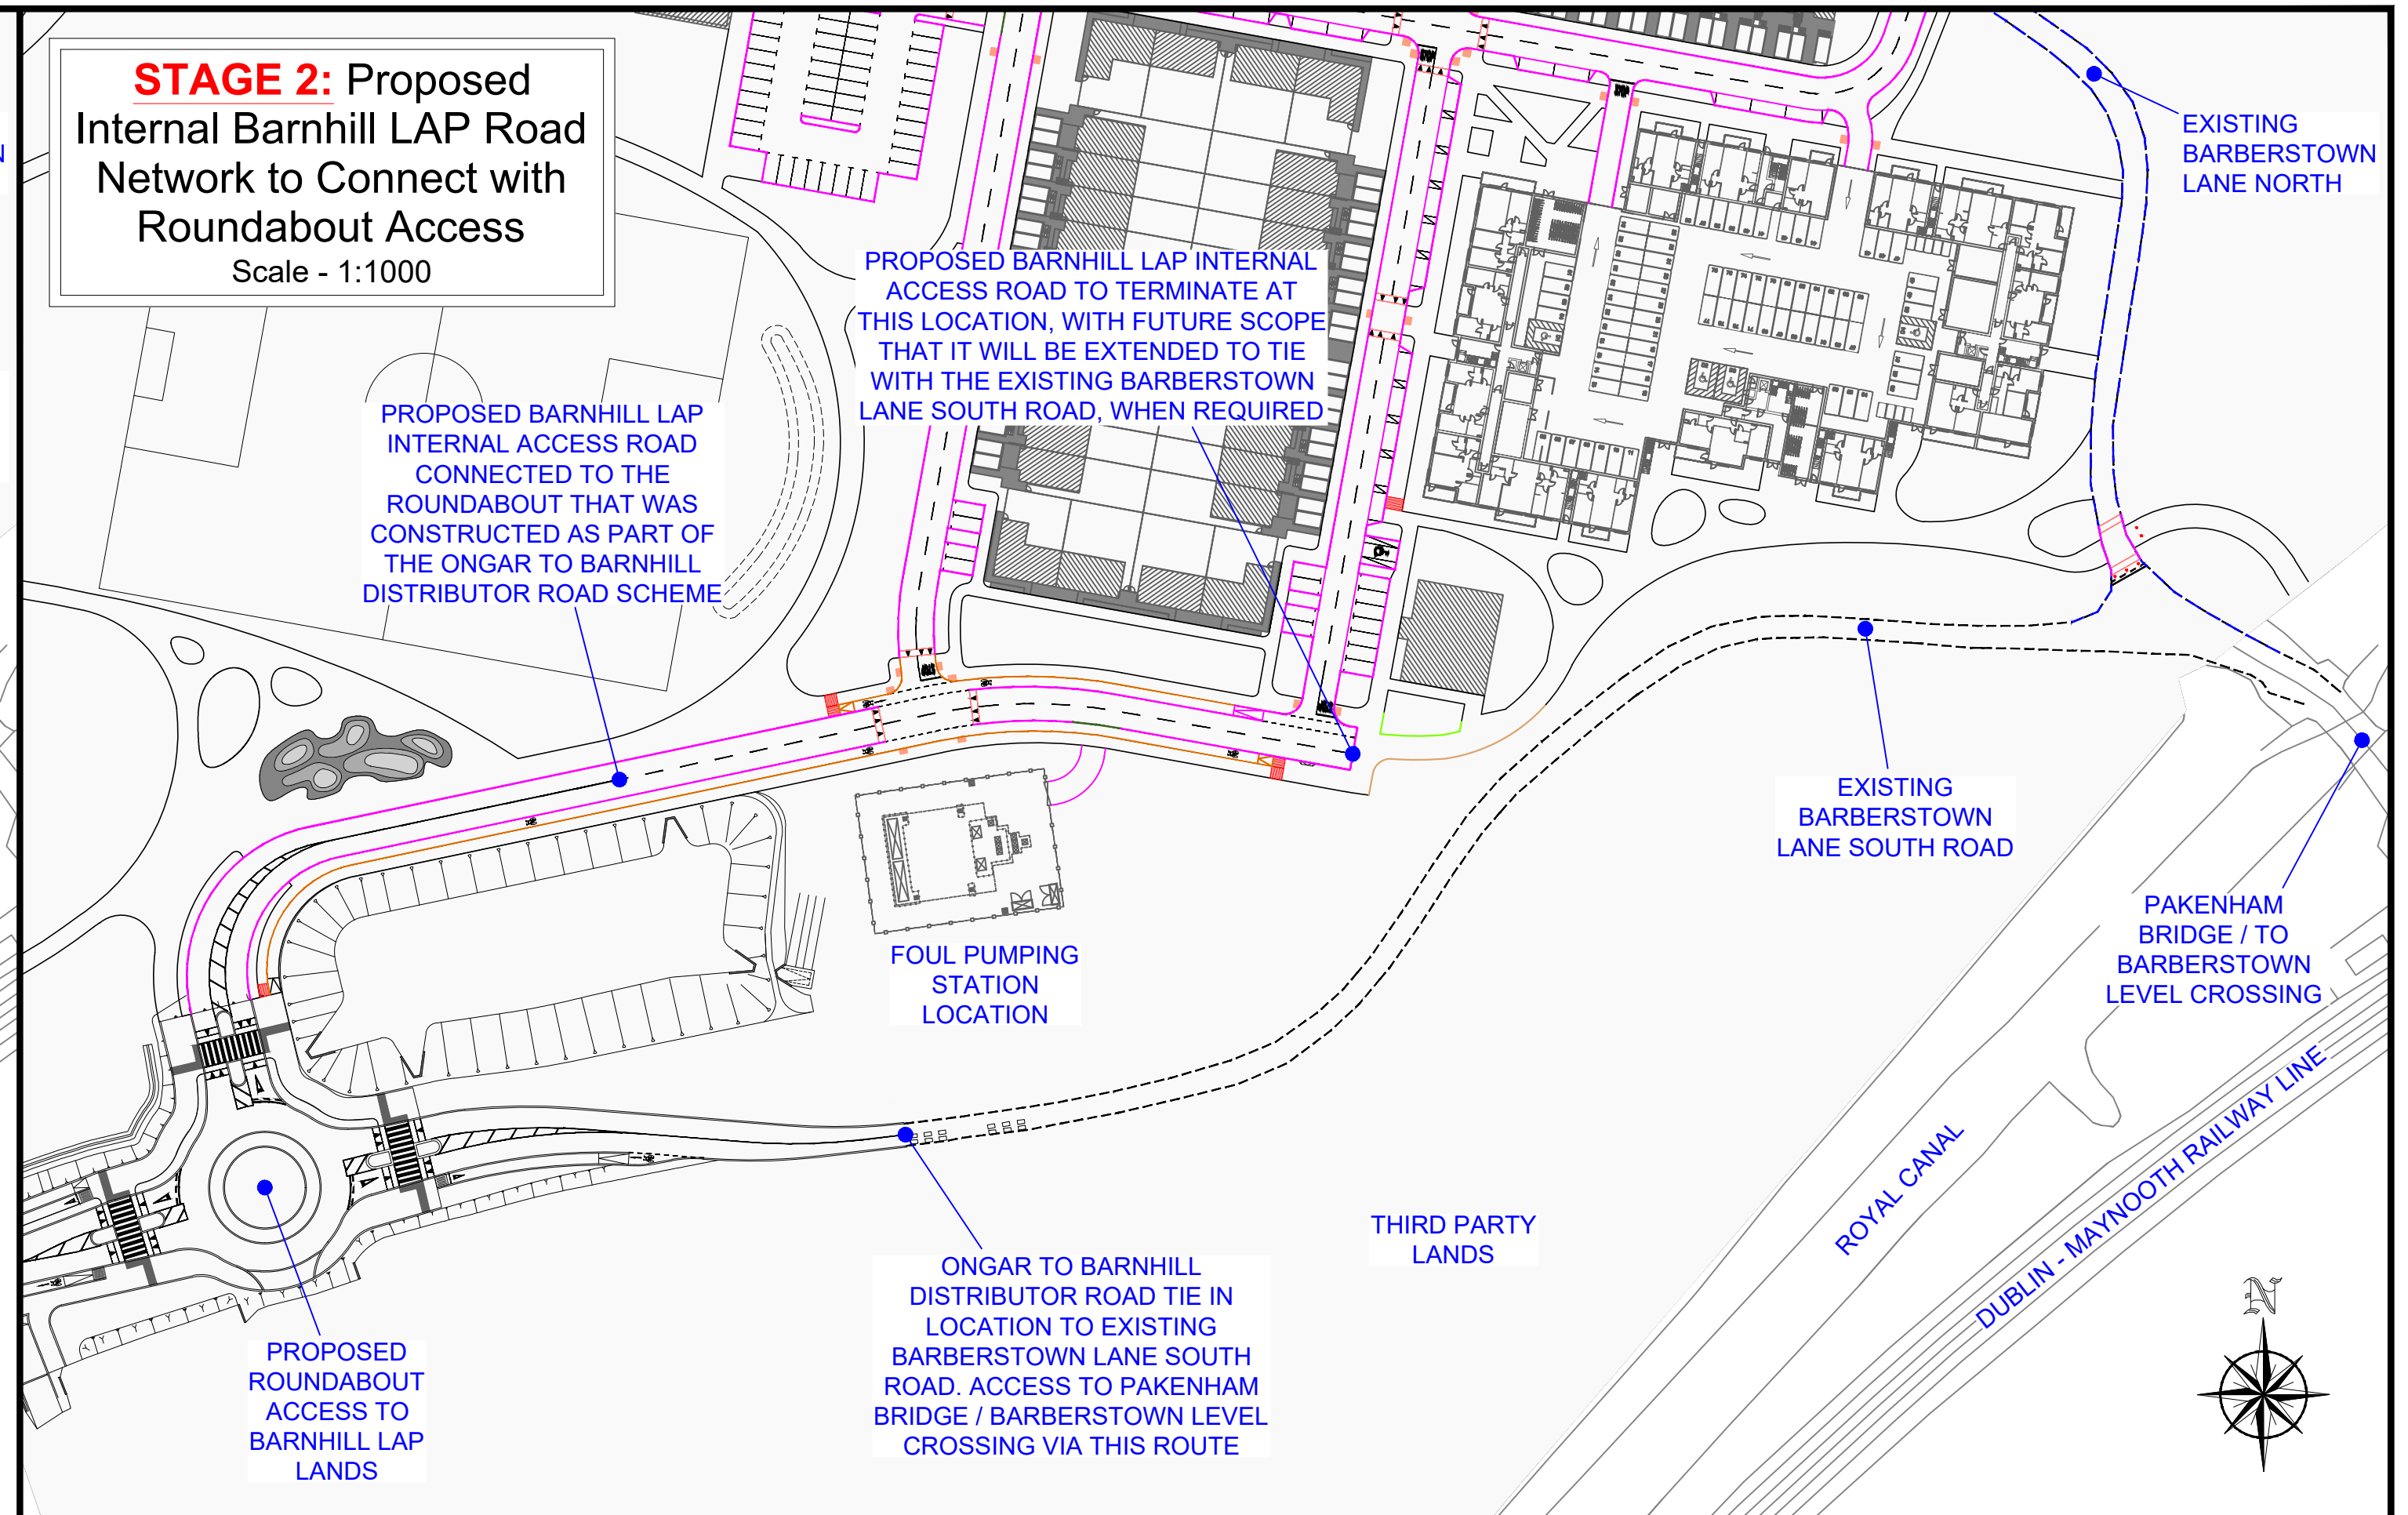 STAGE 2: Proposed
Internal Barnhill LAP Road
Network to Connect with
Roundabout Access
Scale - 1:1000
EXISTING
BARBERSTOWN
LANE NORTH
PROPOSED BARNHILL LAP INTERNAL
ACCESS ROAD TO TERMINATE AT
THIS LOCATION, WITH FUTURE SCOPE
THAT IT WILL BE EXTENDED TO TIE
WITH THE EXISTING BARBERSTOWN
LANE SOUTH ROAD, WHEN REQUIRED
PROPOSED BARNHILL LAP
INTERNAL ACCESS ROAD
CONNECTED TO THE
ROUNDABOUT THAT WAS
CONSTRUCTED AS PART OF
THE ONGAR TO BARNHILL
DISTRIBUTOR ROAD SCHEME
EXISTING
BARBERSTOWN
LANE SOUTH ROAD
PAKENHAM
BRIDGE / TO
BARBERSTOWN
LEVEL CROSSING
FOUL PUMPING
STATION
LOCATION
ROYAL CANAL
DUBLIN - MAYNOOTH RAILWAY LINE
THIRD PARTY
LANDS
ONGAR TO BARNHILL
DISTRIBUTOR ROAD TIE IN
LOCATION TO EXISTING
BARBERSTOWN LANE SOUTH
ROAD. ACCESS TO PAKENHAM
BRIDGE / BARBERSTOWN LEVEL
CROSSING VIA THIS ROUTE
PROPOSED
ROUNDABOUT
ACCESS TO
BARNHILL LAP
LANDS
N